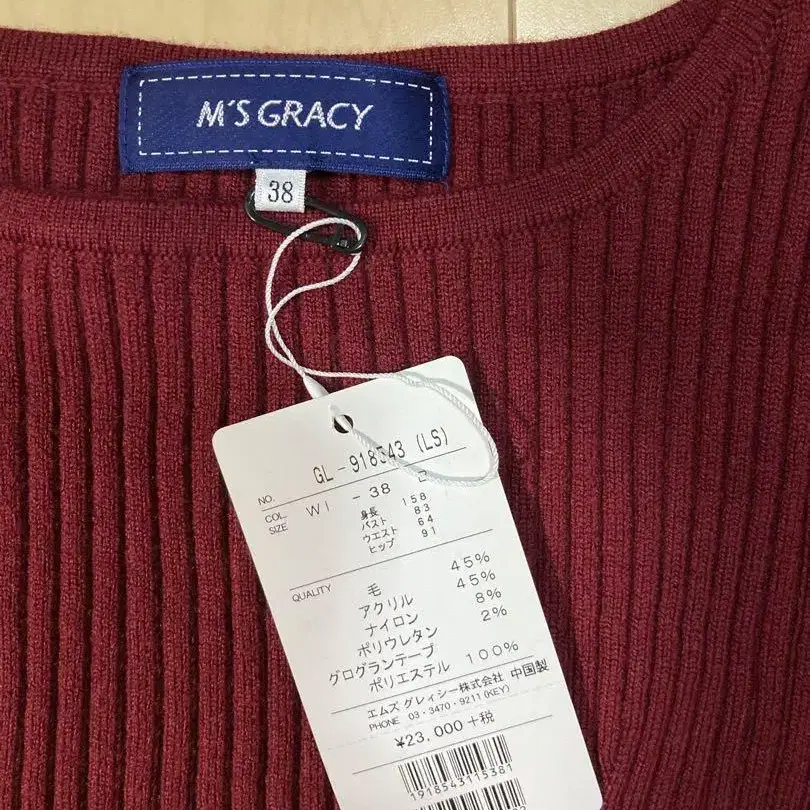 M'S GRACY
38
NO. GL-918543 (LS)
COL. SIZE WI -38
身長 158
バスト 83
ウエスト 64
ヒップ 91
QUALITY 毛 45%
アクリル 45%
ナイロン 8%
ポリウレタン 2%
グログランテープ
ポリエステル 100%
エムズ グレイシー株式会社 中国製
PHONE 03・3470・9211(KEY)
¥23,000+税
1918543115381